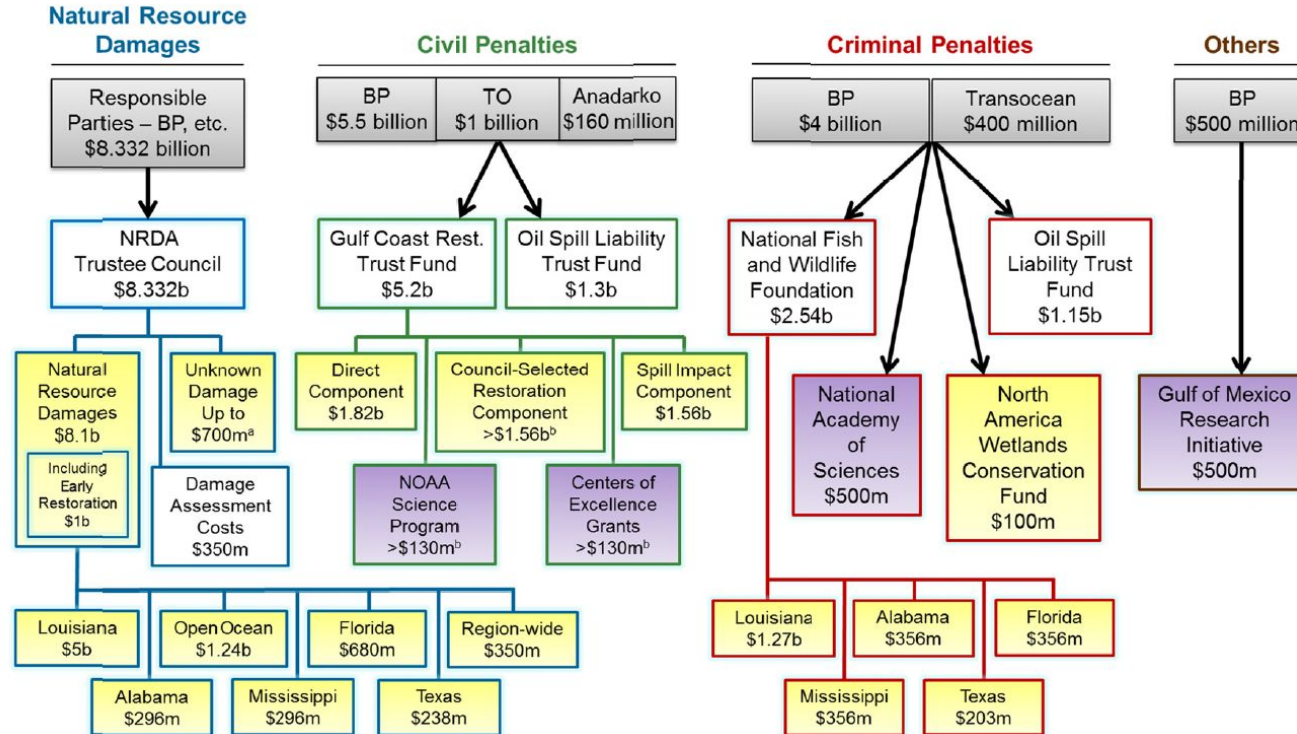 Natural Resource
Damages
Civil Penalties
Criminal Penalties
Others
Responsible
Parties – BP, etc.
$8.332 billion
BP
$5.5 billion
TO
$1 billion
Anadarko
$160 million
BP
$4 billion
Transocean
$400 million
BP
$500 million
NRDA
Trustee Council
$8.332b
Gulf Coast Rest.
Trust Fund
$5.2b
Oil Spill Liability
Trust Fund
$1.3b
National Fish
and Wildlife
Foundation
$2.54b
Oil Spill
Liability Trust
Fund
$1.15b
Natural
Resource
Damages
$8.1b
Including
Early
Restoration
$1b
Unknown
Damage
Up to
$700mᵃ
Damage
Assessment
Costs
$350m
Direct
Component
$1.82b
Council-Selected
Restoration
Component
>$1.56bᵇ
Spill Impact
Component
$1.56b
NOAA
Science
Program
>$130mᵇ
Centers of
Excellence
Grants
>$130mᵇ
National
Academy
of
Sciences
$500m
North
America
Wetlands
Conservation
Fund
$100m
Gulf of Mexico
Research
Initiative
$500m
Louisiana
$5b
Open Ocean
$1.24b
Florida
$680m
Region-wide
$350m
Alabama
$296m
Mississippi
$296m
Texas
$238m
Louisiana
$1.27b
Alabama
$356m
Florida
$356m
Mississippi
$356m
Texas
$203m